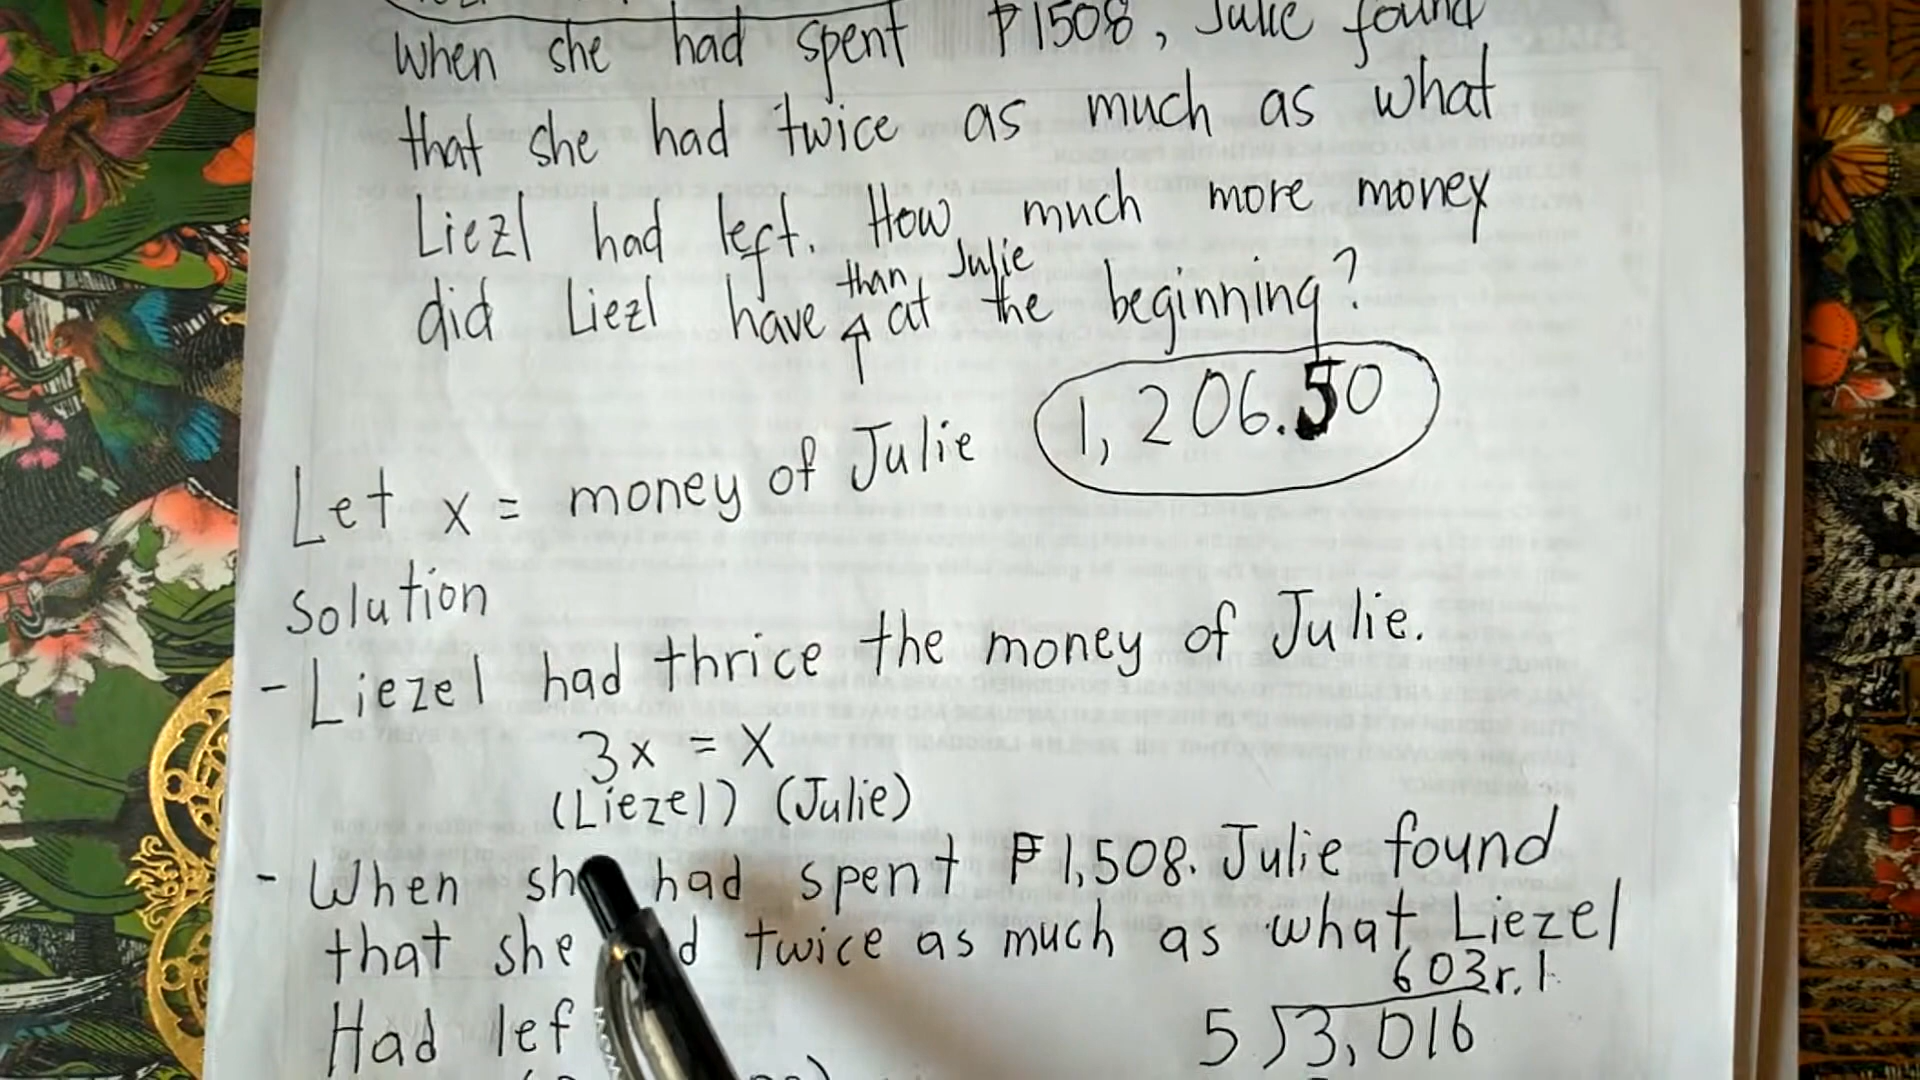 When she had spent ₱1508, Julie found
that she had twice as much as what
Liezl had left. How much more money
than Julie
did Liezl have at the beginning?
1,206.50
Let x = money of Julie
Solution
- Liezel had thrice the money of Julie.
3x = X
(Liezel) (Julie)
- When she had spent ₱1,508. Julie found
that she twice as much as what Liezel
603r.1
Had lef
5 3,016